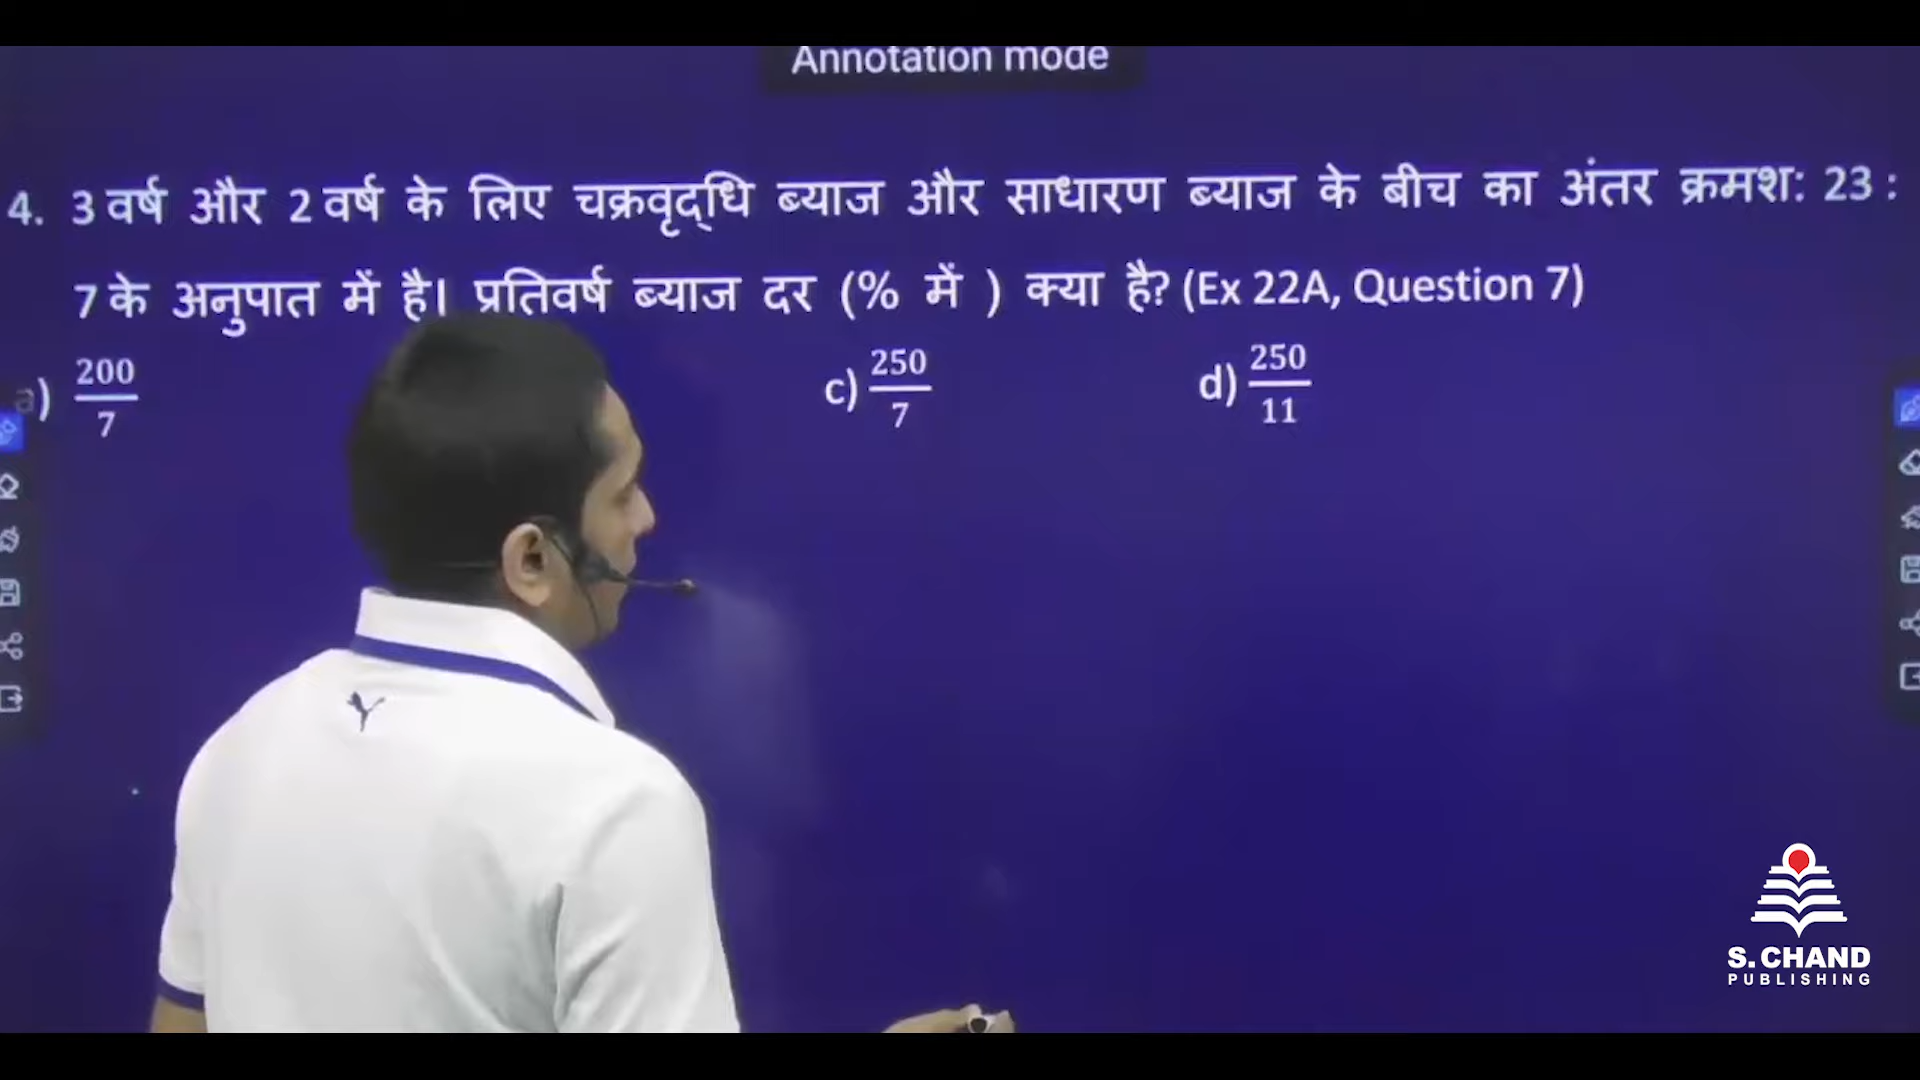 Annotation mode
4. 3 वर्ष और 2 वर्ष के लिए चक्रवृद्धि ब्याज और साधारण ब्याज के बीच का अंतर क्रमश: 23 :
7 के अनुपात में है। प्रतिवर्ष ब्याज दर (% में ) क्या है? (Ex 22A, Question 7)
a) 200/7 c) 250/7 d) 250/11
S. CHAND
PUBLISHING